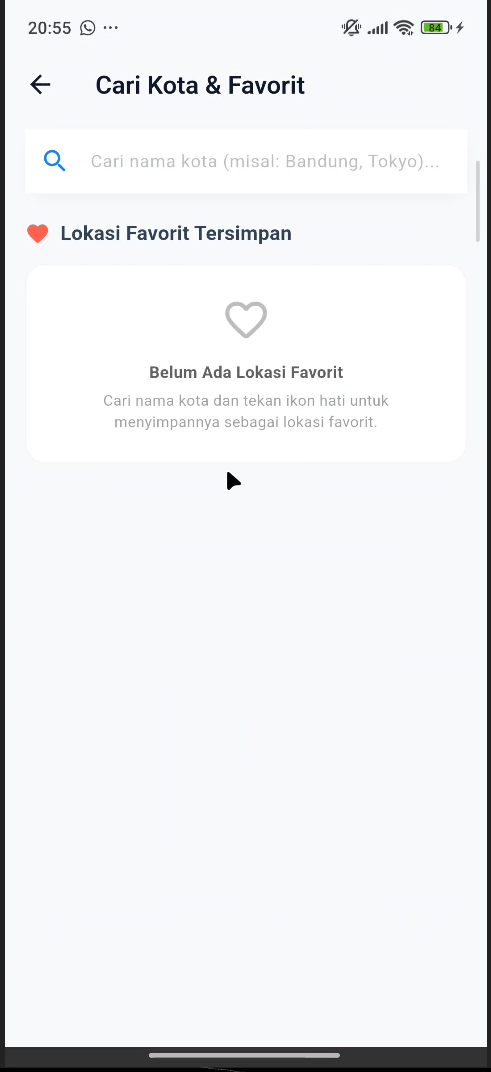 20:55
84
Cari Kota & Favorit
Cari nama kota (misal: Bandung, Tokyo)...
Lokasi Favorit Tersimpan
Belum Ada Lokasi Favorit
Cari nama kota dan tekan ikon hati untuk
menyimpannya sebagai lokasi favorit.